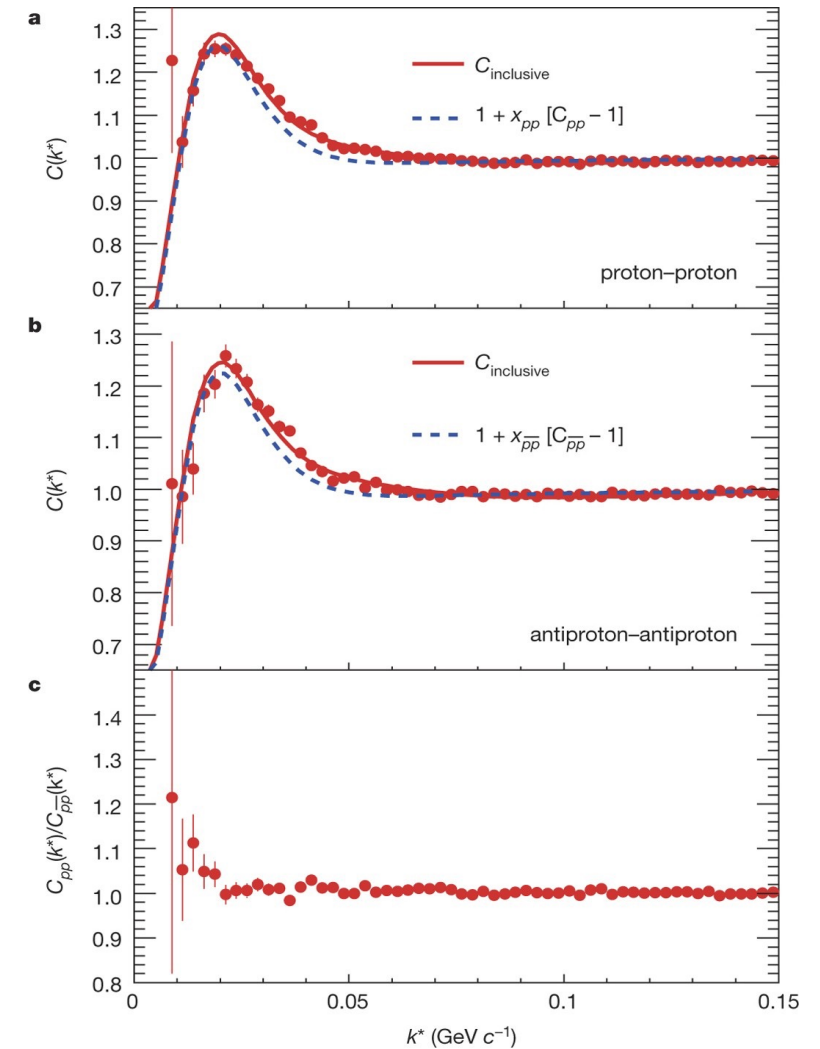 a
1.3
1.2
1.1
1.0
0.9
0.8
0.7
C(k*)
C_inclusive
1 + x_pp [C_pp − 1]
proton–proton
b
1.3
1.2
1.1
1.0
0.9
0.8
0.7
C(k*)
C_inclusive
1 + x_p̅p̅ [C_p̅p̅ − 1]
antiproton–antiproton
c
1.4
1.3
1.2
1.1
1.0
0.9
0.8
C_pp(k*)/C_p̅p̅(k*)
0 0.05 0.1 0.15
k* (GeV c⁻¹)